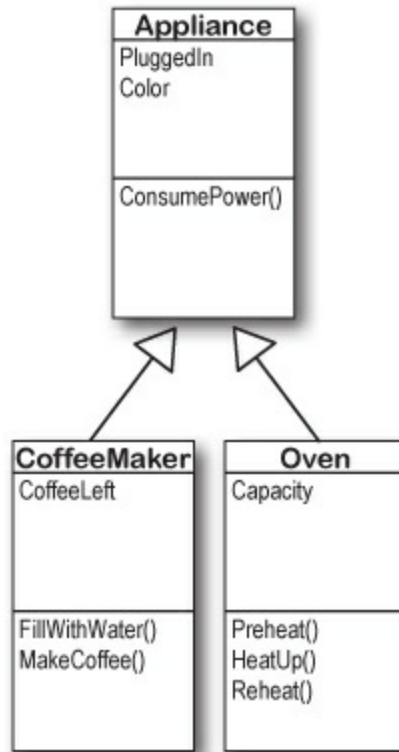 Appliance
PluggedIn
Color
ConsumePower()
CoffeeMaker
CoffeeLeft
FillWithWater()
MakeCoffee()
Oven
Capacity
Preheat()
HeatUp()
Reheat()